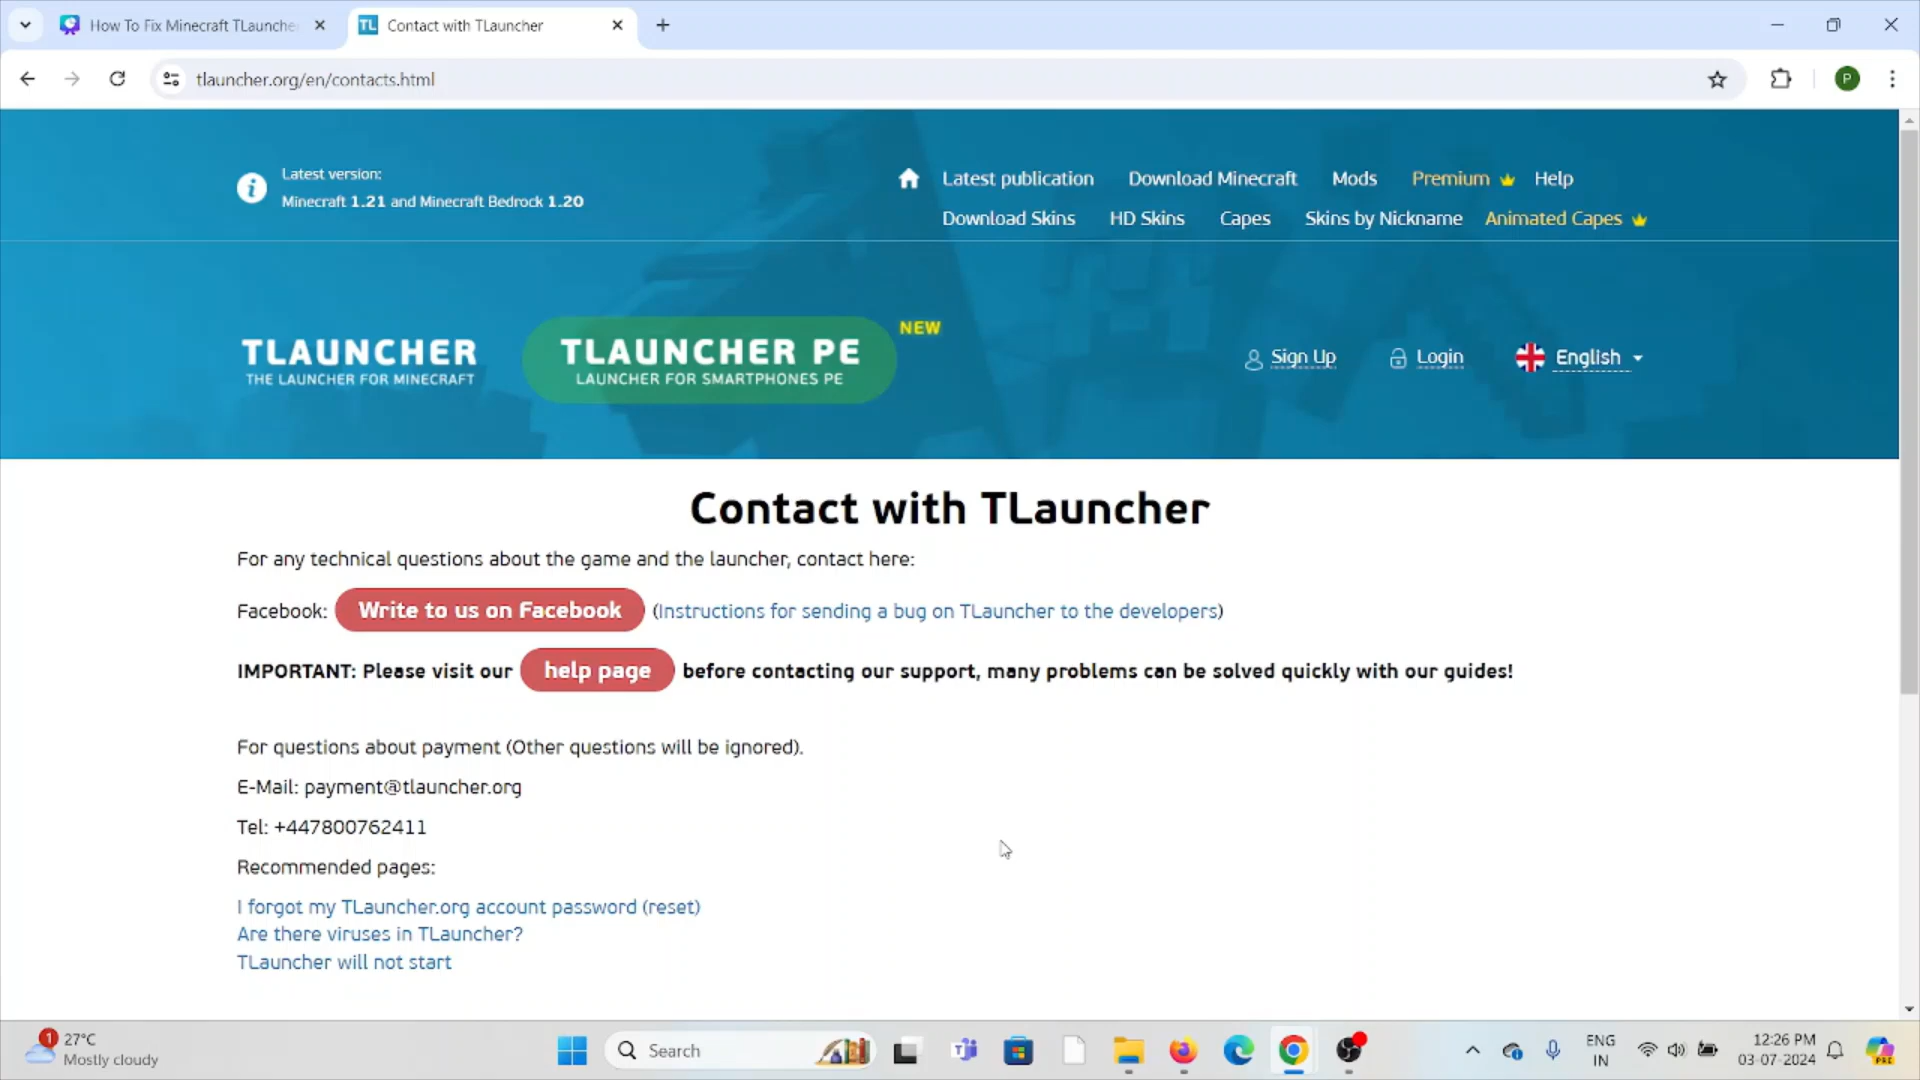 How To Fix Minecraft TLaunche
TL Contact with TLauncher
tlauncher.org/en/contacts.html
P
Latest version:
Minecraft 1.21 and Minecraft Bedrock 1.20
Latest publication Download Minecraft Mods Premium Help
Download Skins HD Skins Capes Skins by Nickname Animated Capes
TLAUNCHER
THE LAUNCHER FOR MINECRAFT
TLAUNCHER PE
LAUNCHER FOR SMARTPHONES PE
NEW
Sign Up Login English
Contact with TLauncher
For any technical questions about the game and the launcher, contact here:
Facebook: Write to us on Facebook (Instructions for sending a bug on TLauncher to the developers)
IMPORTANT: Please visit our help page before contacting our support, many problems can be solved quickly with our guides!
For questions about payment (Other questions will be ignored).
E-Mail: payment@tlauncher.org
Tel: +447800762411
Recommended pages:
I forgot my TLauncher.org account password (reset)
Are there viruses in TLauncher?
TLauncher will not start
1
27°C
Mostly cloudy
Search
ENG
IN
12:26 PM
03-07-2024
PRE